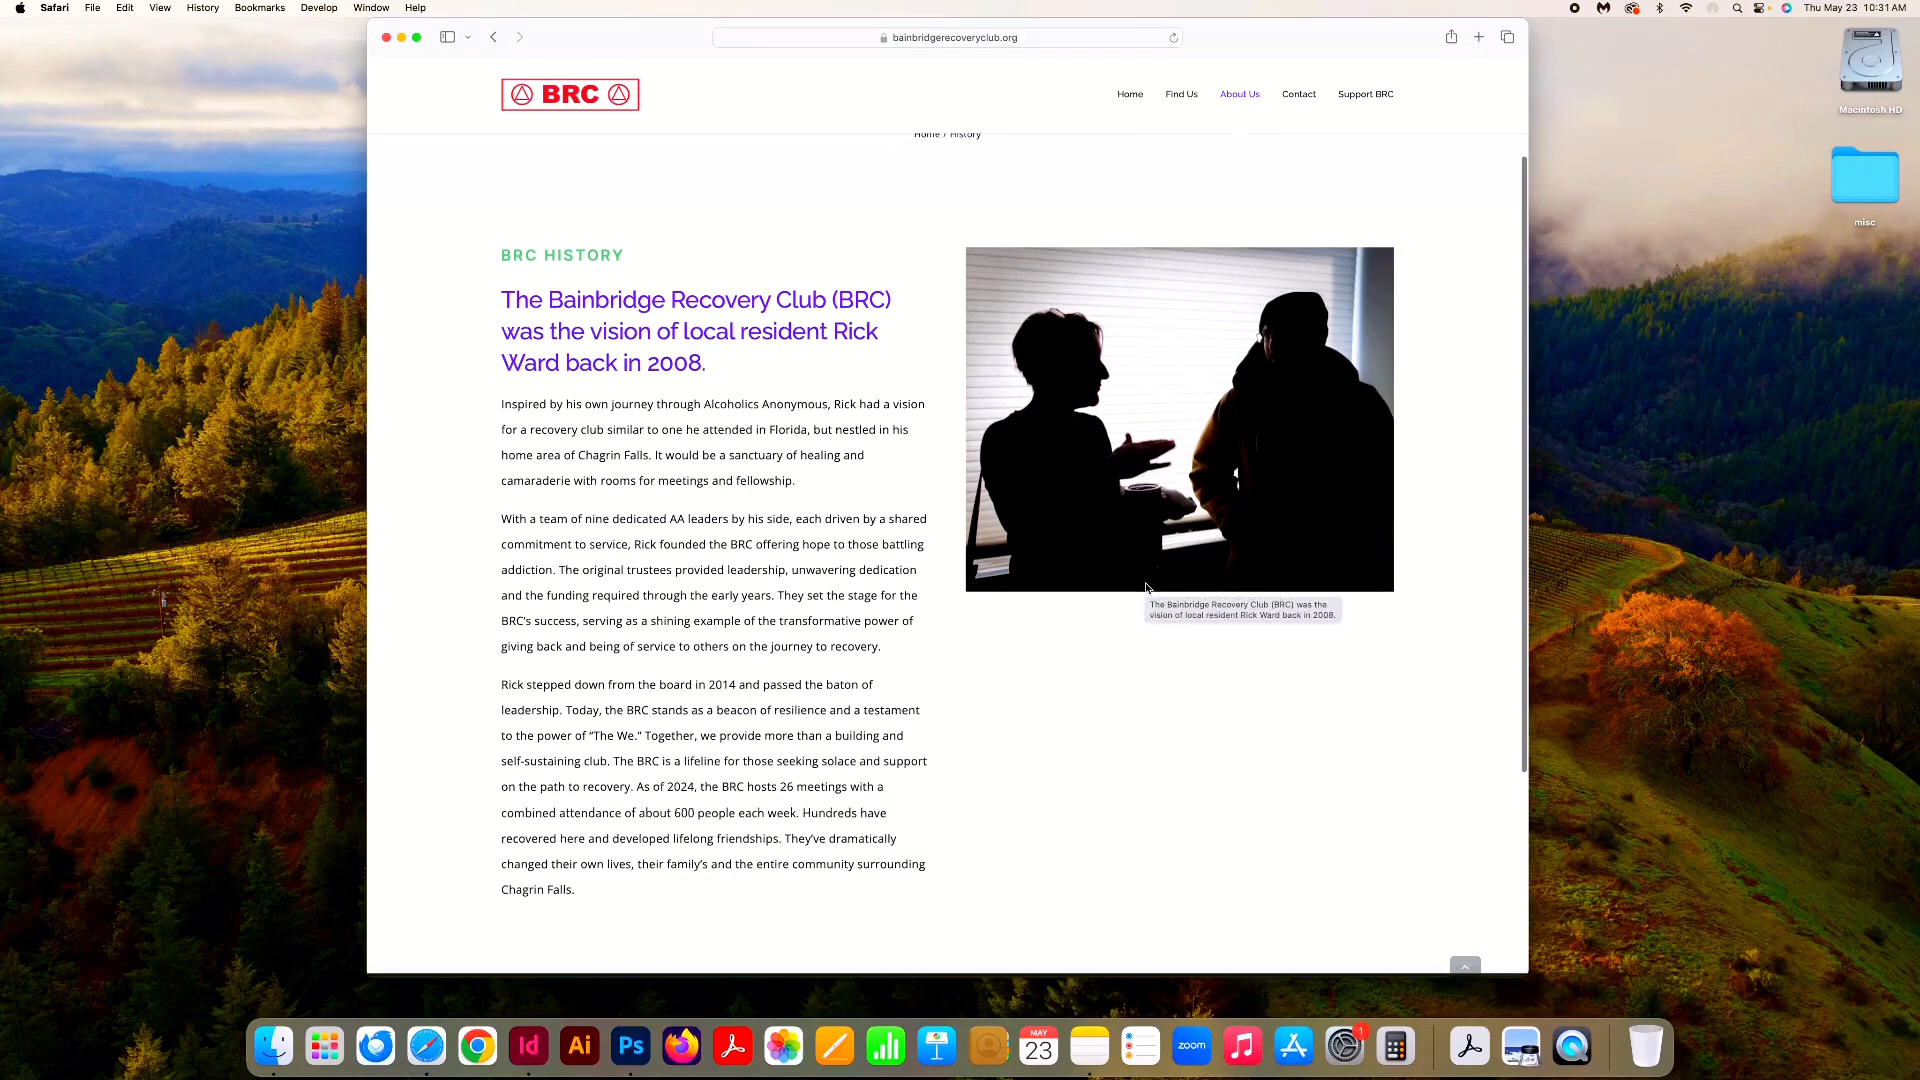 Safari File Edit View History Bookmarks Develop Window Help
Thu May 23 10:31 AM
bainbridgerecoveryclub.org
BRC
Home Find Us About Us Contact Support BRC
Home / History
BRC HISTORY
The Bainbridge Recovery Club (BRC)
was the vision of local resident Rick
Ward back in 2008.
Inspired by his own journey through Alcoholics Anonymous, Rick had a vision
for a recovery club similar to one he attended in Florida, but nestled in his
home area of Chagrin Falls. It would be a sanctuary of healing and
camaraderie with rooms for meetings and fellowship.
With a team of nine dedicated AA leaders by his side, each driven by a shared
commitment to service, Rick founded the BRC offering hope to those battling
addiction. The original trustees provided leadership, unwavering dedication
and the funding required through the early years. They set the stage for the
BRC’s success, serving as a shining example of the transformative power of
giving back and being of service to others on the journey to recovery.
Rick stepped down from the board in 2014 and passed the baton of
leadership. Today, the BRC stands as a beacon of resilience and a testament
to the power of “The We.” Together, we provide more than a building and
self-sustaining club. The BRC is a lifeline for those seeking solace and support
on the path to recovery. As of 2024, the BRC hosts 26 meetings with a
combined attendance of about 600 people each week. Hundreds have
recovered here and developed lifelong friendships. They’ve dramatically
changed their own lives, their family’s and the entire community surrounding
Chagrin Falls.
The Bainbridge Recovery Club (BRC) was the
vision of local resident Rick Ward back in 2008.
Macintosh HD
misc
Id
Ai
Ps
MAY
23
zoom
1